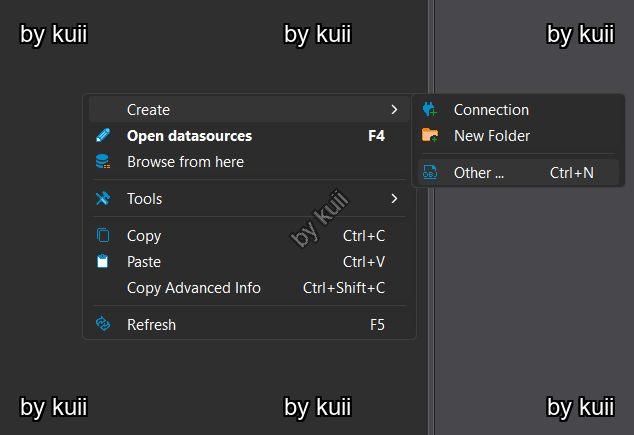 by kuii by kuii by kuii
Create
Connection
Open datasources F4
New Folder
Browse from here
Other ... Ctrl+N
Tools
by kuii
Copy Ctrl+C
Paste Ctrl+V
Copy Advanced Info Ctrl+Shift+C
Refresh F5
by kuii by kuii by kuii